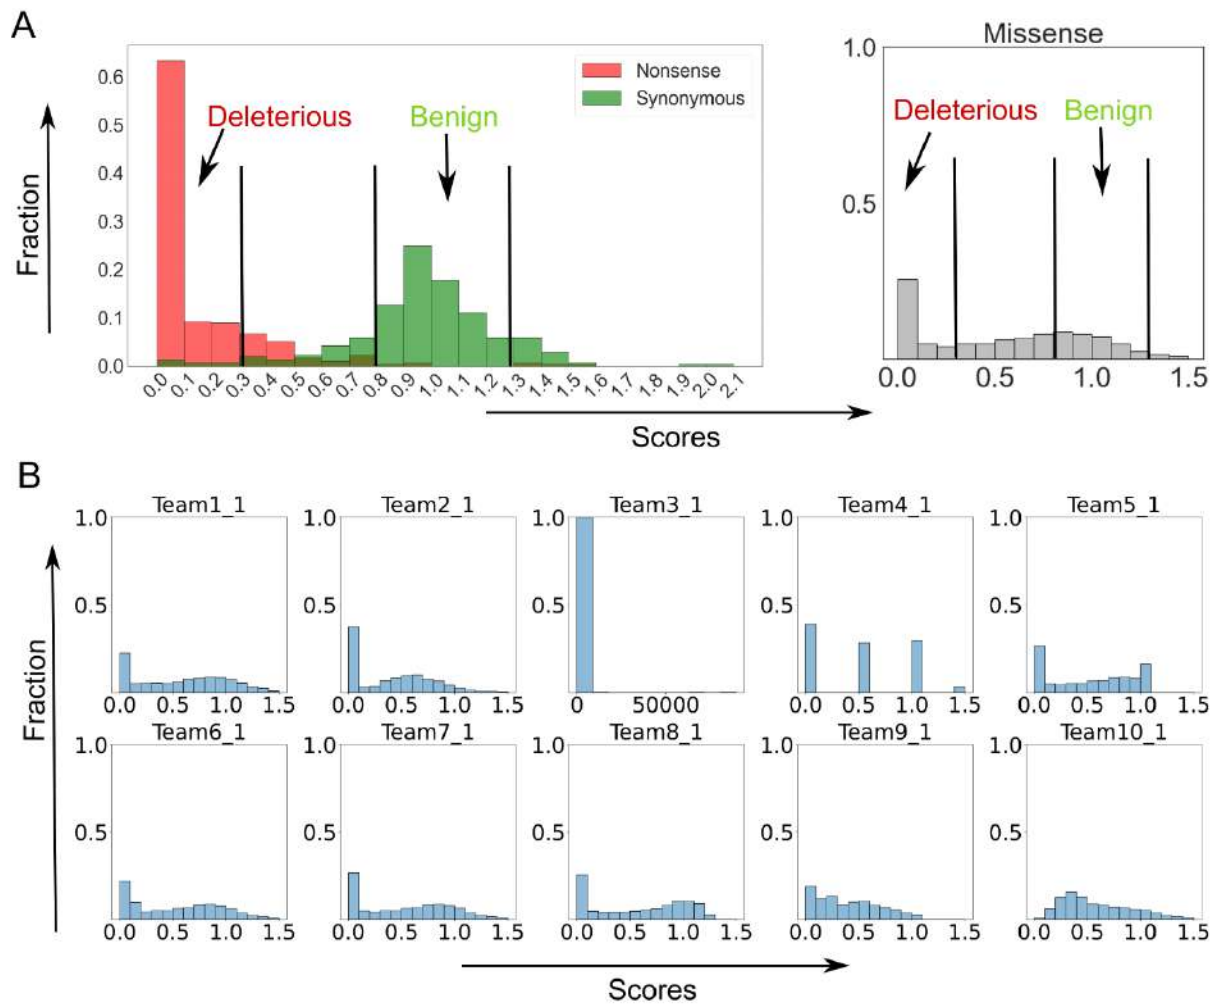 A
Missense
0.6
0.5
0.4
0.3
0.2
0.1
0.0
Fraction
Nonsense
Synonymous
Deleterious
Benign
0.0 0.1 0.2 0.3 0.4 0.5 0.6 0.7 0.8 0.9 1.0 1.1 1.2 1.3 1.4 1.5 1.6 1.7 1.8 1.9 2.0 2.1
1.0
0.5
Deleterious
Benign
0.0 0.5 1.0 1.5
Scores
B
Fraction
Team1_1 Team2_1 Team3_1 Team4_1 Team5_1
1.0 1.0 1.0 1.0 1.0
0.5 0.5 0.5 0.5 0.5
0.0 0.5 1.0 1.5 0.0 0.5 1.0 1.5 0 50000 0.0 0.5 1.0 1.5 0.0 0.5 1.0 1.5
Team6_1 Team7_1 Team8_1 Team9_1 Team10_1
1.0 1.0 1.0 1.0 1.0
0.5 0.5 0.5 0.5 0.5
0.0 0.5 1.0 1.5 0.0 0.5 1.0 1.5 0.0 0.5 1.0 1.5 0.0 0.5 1.0 1.5 0.0 0.5 1.0 1.5
Scores